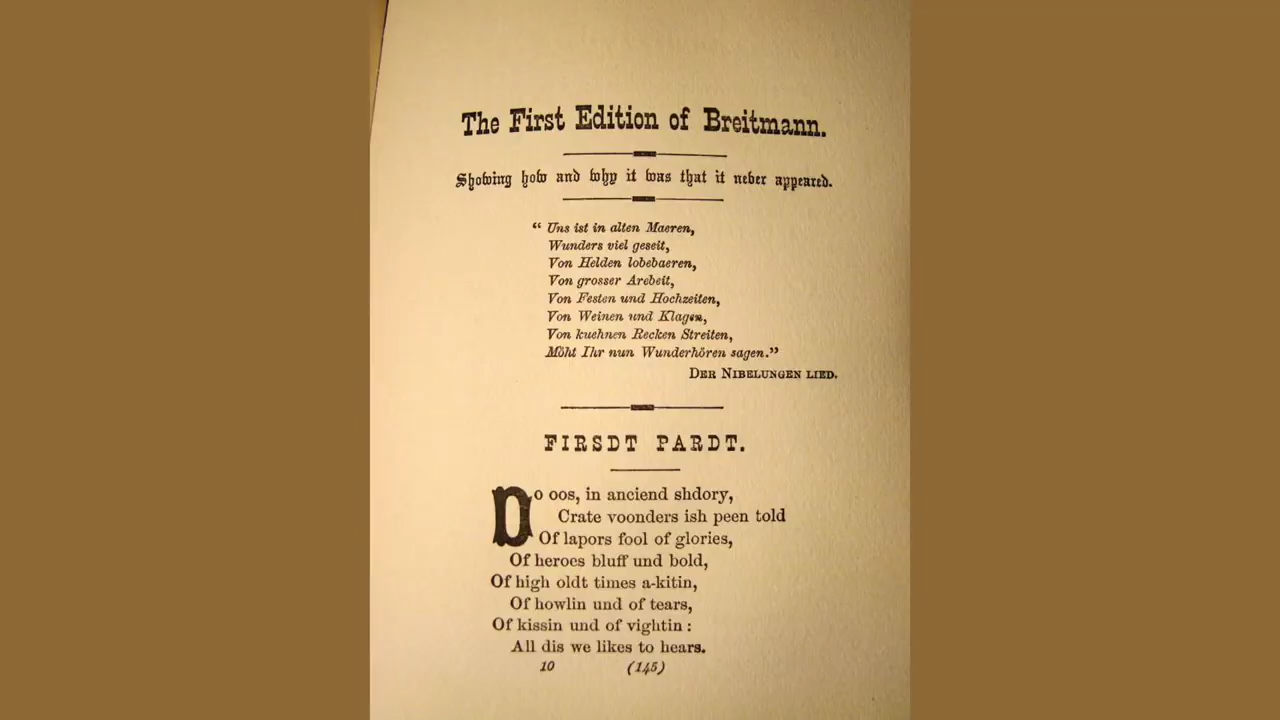 The First Edition of Breitmann.
Showing how and why it was that it never appeared.
“ Uns ist in alten Maeren,
Wunders viel geseit,
Von Helden lobebaeren,
Von grosser Arebeit,
Von Festen und Hochzeiten,
Von Weinen und Klagen,
Von kuehnen Recken Streiten,
Möht Ihr nun Wunderhören sagen.”
DER NIBELUNGEN LIED.
FIRSDT PARDT.
DO oos, in anciend shdory,
Crate voonders ish peen told
Of lapors fool of glories,
Of heroes bluff und bold,
Of high oldt times a-kitin,
Of howlin und of tears,
Of kissin und of vightin :
All dis we likes to hears.
10 (145)